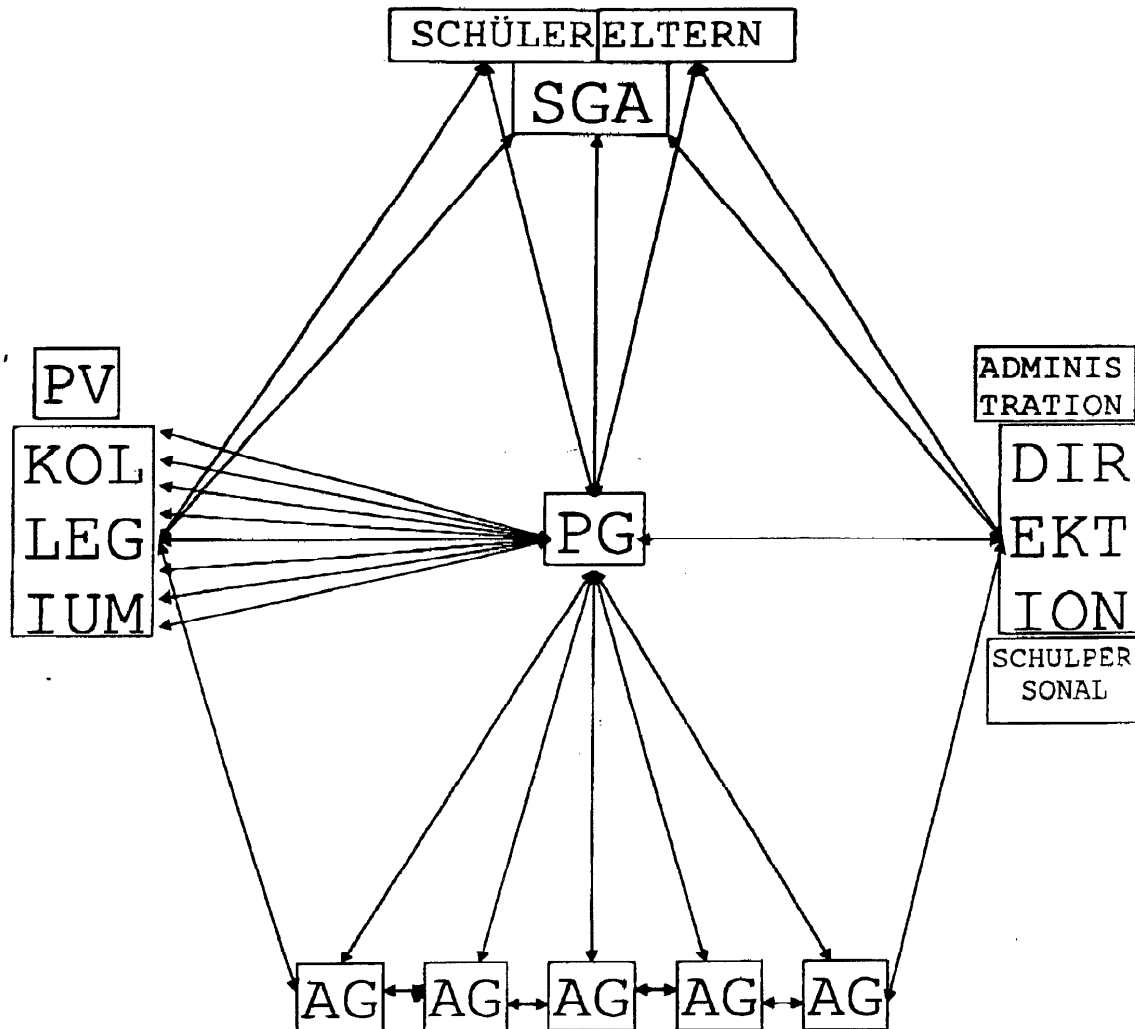 SCHÜLER ELTERN
SGA
PV
KOL
LEG
IUM
PG
ADMINIS
TRATION
DIR
EKT
ION
SCHULPER
SONAL
AG AG AG AG AG